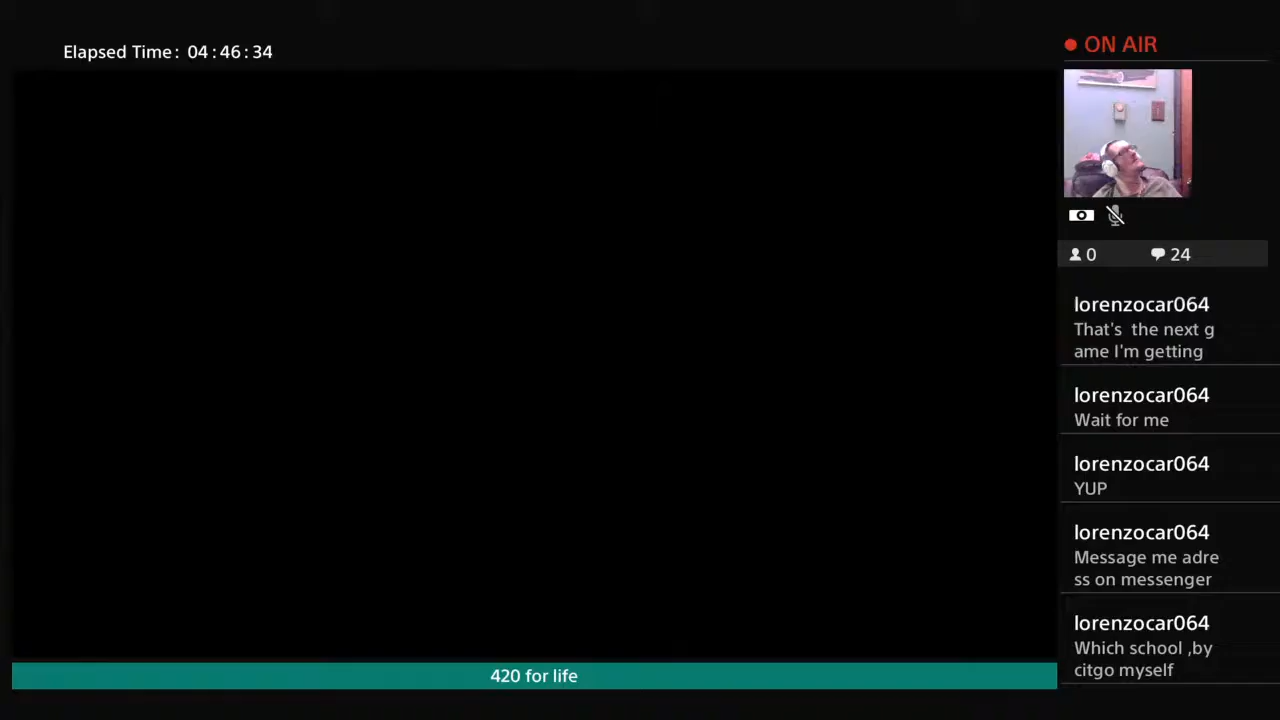 Elapsed Time: 04:46:34
ON AIR
0
24
lorenzocar064
That's  the next g
ame I'm getting
lorenzocar064
Wait for me
lorenzocar064
YUP
lorenzocar064
Message me adre
ss on messenger
lorenzocar064
Which school ,by
citgo myself
420 for life